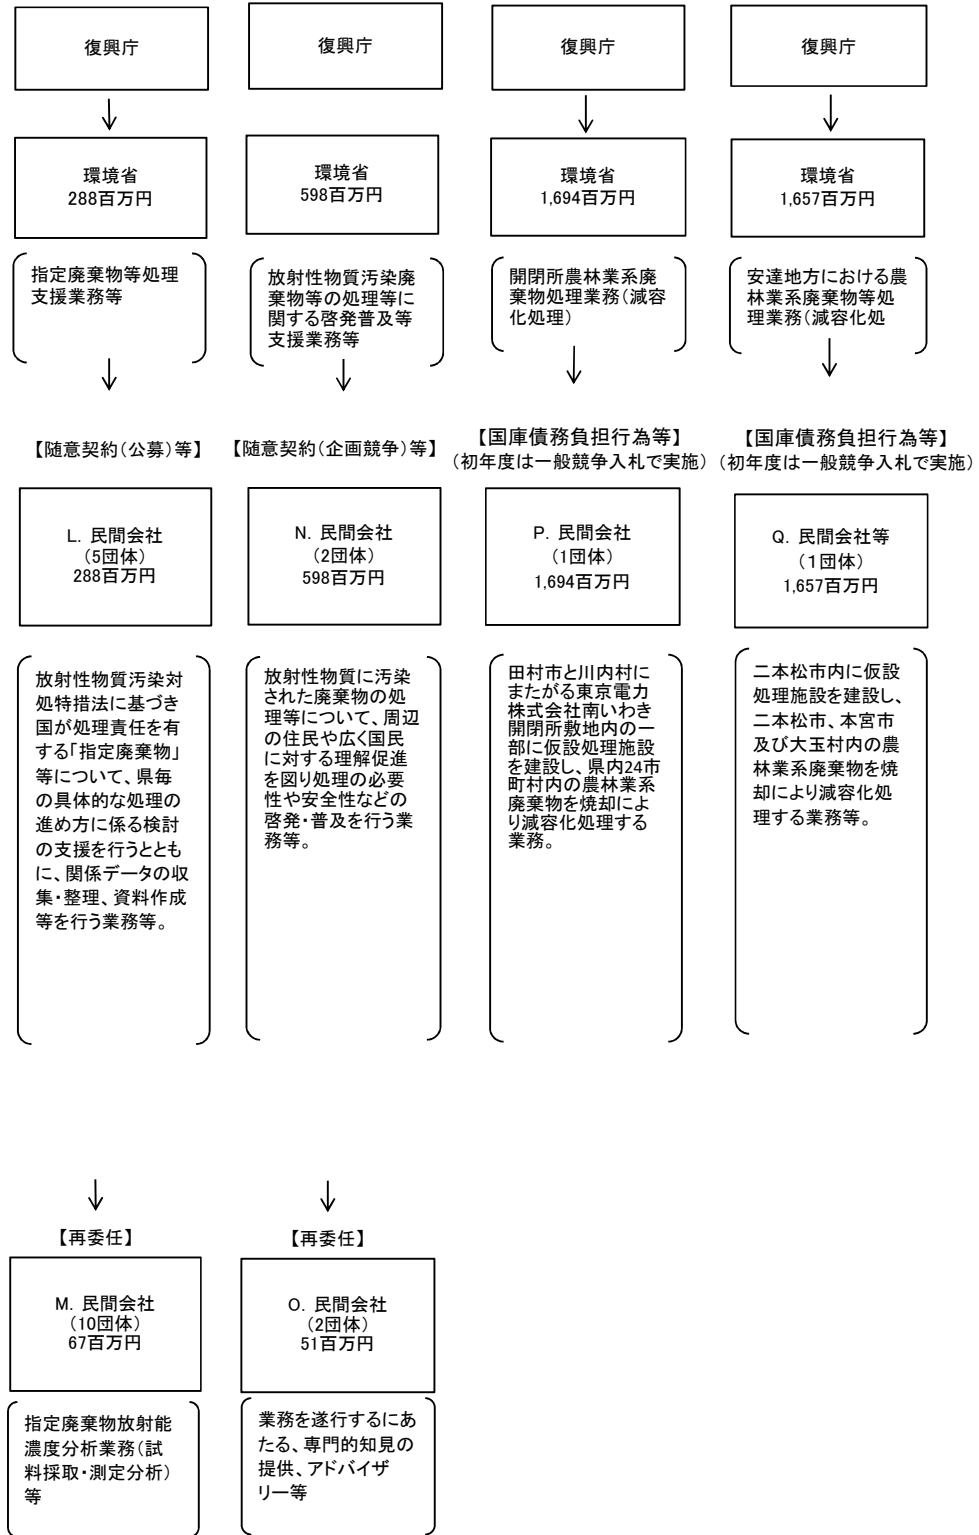 復興庁
復興庁
復興庁
復興庁
環境省
288百万円
環境省
598百万円
環境省
1,694百万円
環境省
1,657百万円
指定廃棄物等処理
支援業務等
放射性物質汚染廃
棄物等の処理等に
関する啓発普及等
支援業務等
開閉所農林業系廃
棄物処理業務（減容
化処理）
安達地方における農
林業系廃棄物等処
理業務（減容化処
【随意契約（公募）等】
【随意契約（企画競争）等】
【国庫債務負担行為等】
（初年度は一般競争入札で実施）
【国庫債務負担行為等】
（初年度は一般競争入札で実施）
L．民間会社
（5団体）
288百万円
N．民間会社
（2団体）
598百万円
P．民間会社
（1団体）
1,694百万円
Q．民間会社等
（１団体）
1,657百万円
放射性物質汚染対
処特措法に基づき
国が処理責任を有
する「指定廃棄物」
等について、県毎
の具体的な処理の
進め方に係る検討
の支援を行うととも
に、関係データの収
集・整理、資料作成
等を行う業務等。
放射性物質に汚染
された廃棄物の処
理等について、周辺
の住民や広く国民
に対する理解促進
を図り処理の必要
性や安全性などの
啓発・普及を行う業
務等。
田村市と川内村に
またがる東京電力
株式会社南いわき
開閉所敷地内の一
部に仮設処理施設
を建設し、県内24市
町村内の農林業系
廃棄物を焼却によ
り減容化処理する
業務。
二本松市内に仮設
処理施設を建設し、
二本松市、本宮市
及び大玉村内の農
林業系廃棄物を焼
却により減容化処
理する業務等。
【再委任】
【再委任】
M．民間会社
（10団体）
67百万円
O．民間会社
（2団体）
51百万円
指定廃棄物放射能
濃度分析業務（試
料採取・測定分析）
等
業務を遂行するにあ
たる、専門的知見の
提供、アドバイザ
リー等